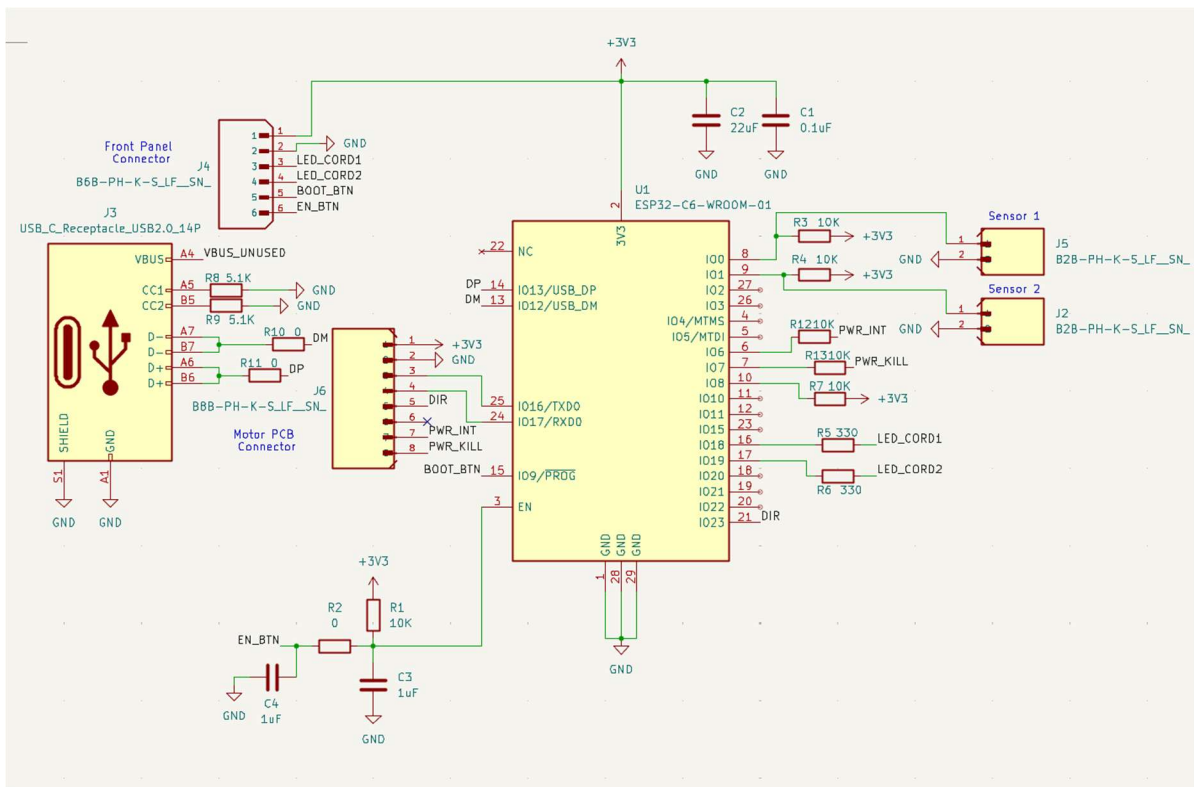 +3V3
C2
22uF
C1
0.1uF
GND
GND
Front Panel
Connector
J4
B6B-PH-K-S_LF__SN_
1 1
2 2 GND
3 3 LED_CORD1
4 4 LED_CORD2
5 5 BOOT_BTN
6 6 EN_BTN
J3
USB_C_Receptacle_USB2.0_14P
VBUS A4 VBUS_UNUSED
CC1 A5 R8 5.1K GND
CC2 B5 R9 5.1K GND
D- A7 R10 0 DM
D- B7
D+ A6 R11 0 DP
D+ B6
SHIELD
GND
S1
A1
GND
GND
J6
B8B-PH-K-S_LF__SN_
Motor PCB
Connector
1 +3V3
2 GND
3
4
5 DIR
6
7 PWR_INT
8 PWR_KILL
U1
ESP32-C6-WROOM-01
2
3V3
22 NC
DP 14 IO13/USB_DP
DM 13 IO12/USB_DM
25 IO16/TXD0
24 IO17/RXD0
BOOT_BTN 15 IO9/PROG
3 EN
IO0 8
IO1 9
IO2 27
IO3 26
IO4/MTMS 4
IO5/MTDI 5
IO6 6
IO7 7
IO8 10
IO10 11
IO11 12
IO15 23
IO18 16
IO19 17
IO20 18
IO21 19
IO22 20
IO23 21 DIR
GND
GND
GND
1
28
29
GND
R3 10K
+3V3
R4 10K
+3V3
R12 10K PWR_INT
R13 10K PWR_KILL
R7 10K
+3V3
R5 330 LED_CORD1
LED_CORD2
R6 330
Sensor 1
1
GND 2
J5
B2B-PH-K-S_LF__SN_
Sensor 2
1
GND 2
J2
B2B-PH-K-S_LF__SN_
+3V3
R2
0
R1
10K
EN_BTN
C4
1uF
GND
C3
1uF
GND